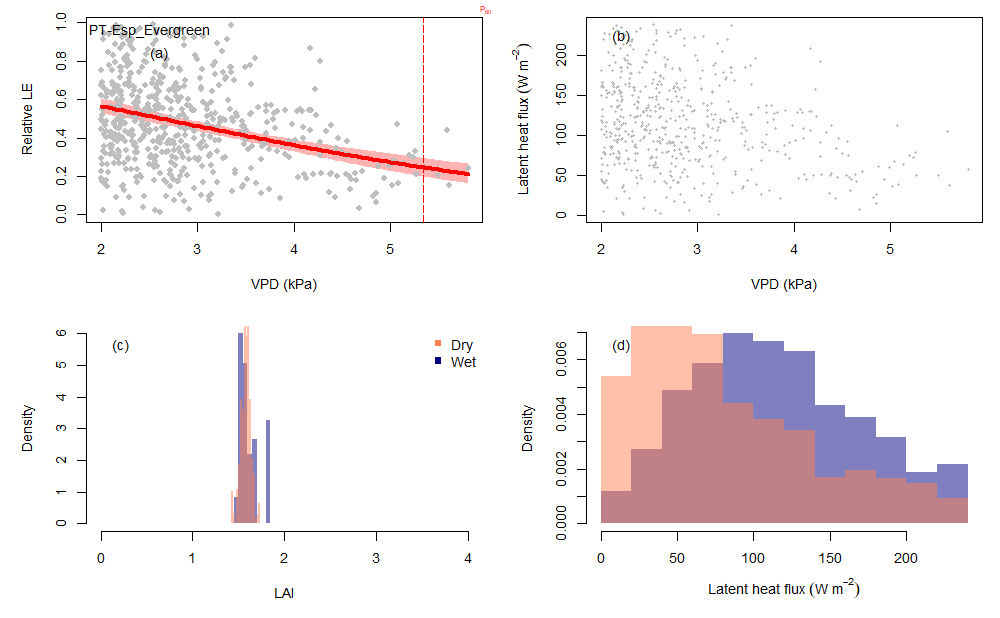 PT-Esp_Evergreen
(a)
Relative LE
0.0 0.2 0.4 0.6 0.8 1.0
2 3 4 5
VPD (kPa)
(b)
Latent heat flux (W m−2)
0 50 100 150 200
2 3 4 5
VPD (kPa)
(c)
Dry
Wet
Density
0 1 2 3 4 5 6
0 1 2 3 4
LAI
(d)
Density
0.000 0.002 0.004 0.006
0 50 100 150 200
Latent heat flux (W m−2)